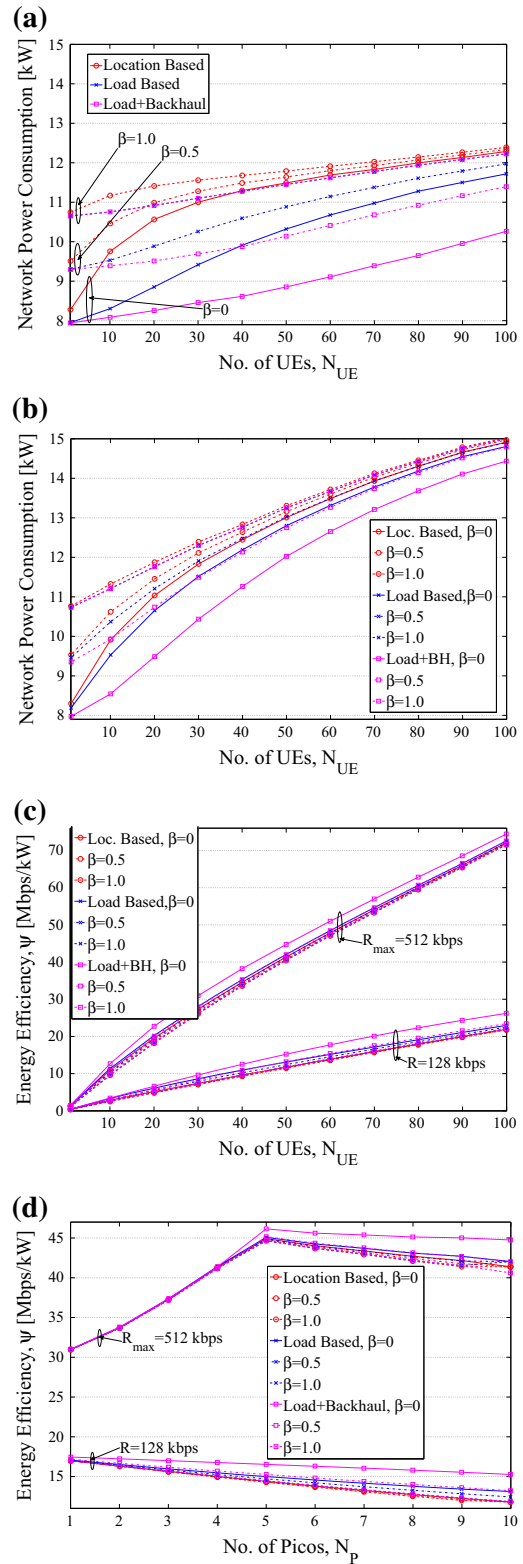 (a)
Network Power Consumption [kW]
15
14
13
12
11
10
9
8
Location Based
Load Based
Load+Backhaul
β=1.0
β=0.5
β=0
1 10 20 30 40 50 60 70 80 90 100
No. of UEs, N_UE
(b)
Network Power Consumption [kW]
15
14
13
12
11
10
9
8
Loc. Based, β=0
β=0.5
β=1.0
Load Based,β=0
β=0.5
β=1.0
Load+BH, β=0
β=0.5
β=1.0
1 10 20 30 40 50 60 70 80 90 100
No. of UEs, N_UE
(c)
Energy Efficiency, ψ [Mbps/kW]
70
60
50
40
30
20
10
0
Loc. Based, β=0
β=0.5
β=1.0
Load Based,β=0
β=0.5
β=1.0
Load+BH, β=0
β=0.5
β=1.0
R_max=512 kbps
R=128 kbps
1 10 20 30 40 50 60 70 80 90 100
No. of UEs, N_UE
(d)
Energy Efficiency, ψ [Mbps/kW]
45
40
35
30
25
20
15
Location Based, β=0
β=0.5
β=1.0
Load Based, β=0
β=0.5
β=1.0
Load+Backhaul, β=0
β=0.5
β=1.0
R_max=512 kbps
R=128 kbps
1 2 3 4 5 6 7 8 9 10
No. of Picos, N_P